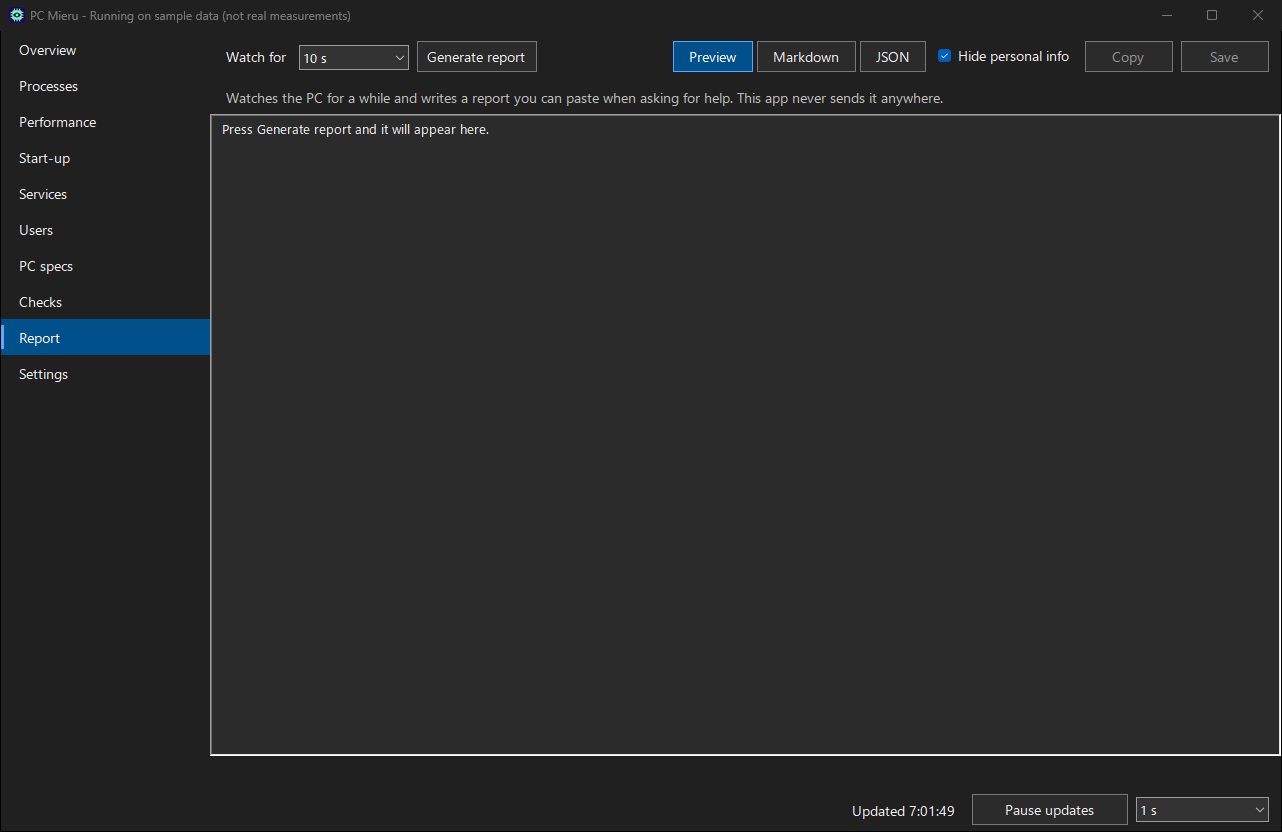 PC Mieru - Running on sample data (not real measurements)
Overview
Processes
Performance
Start-up
Services
Users
PC specs
Checks
Report
Settings
Watch for 10 s Generate report Preview Markdown JSON Hide personal info Copy Save
Watches the PC for a while and writes a report you can paste when asking for help. This app never sends it anywhere.
Press Generate report and it will appear here.
Updated 7:01:49 Pause updates 1 s